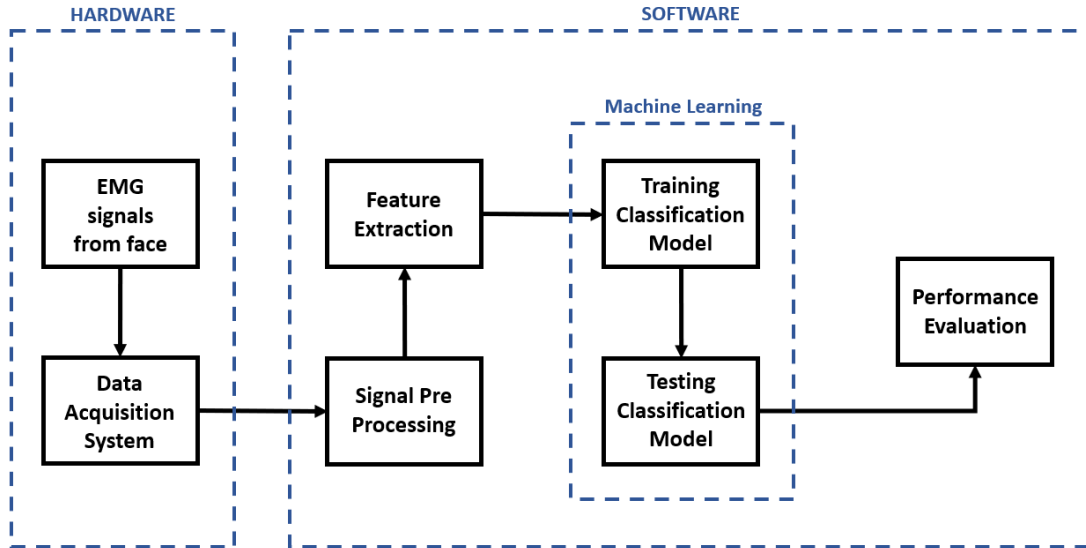 HARDWARE
SOFTWARE
Machine Learning
EMG
signals
from face
Feature
Extraction
Training
Classification
Model
Performance
Evaluation
Data
Acquisition
System
Signal Pre
Processing
Testing
Classification
Model